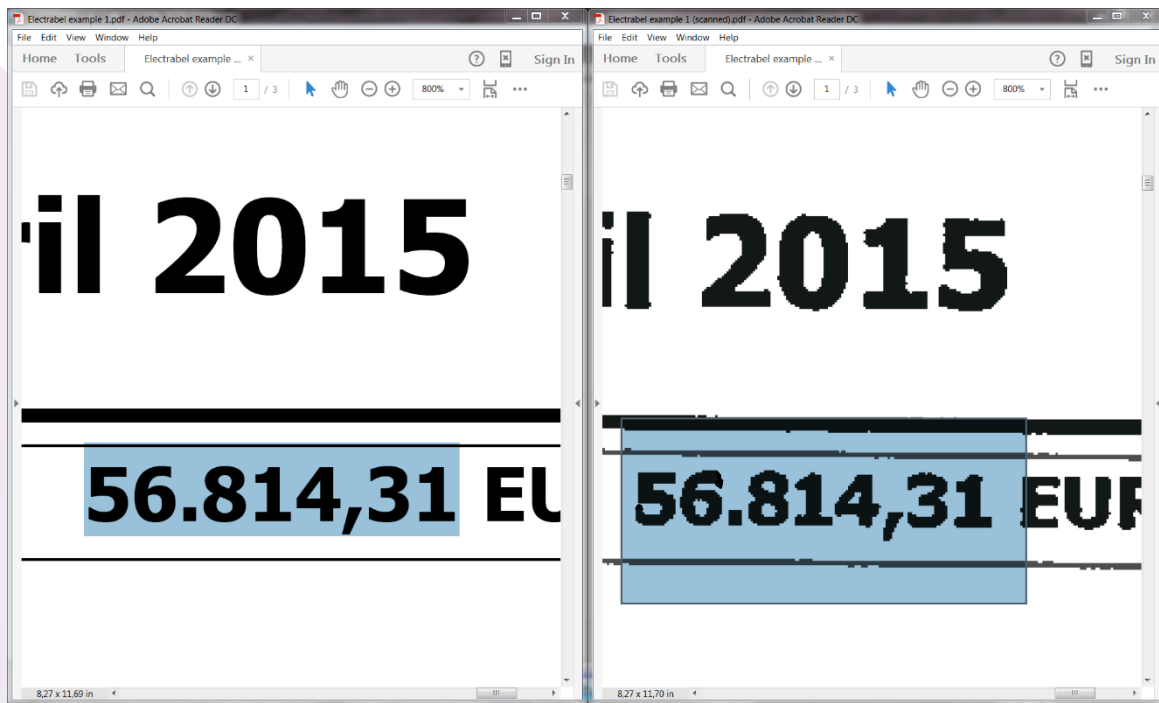 Electrabel example 1.pdf - Adobe Acrobat Reader DC
File Edit View Window Help
Home Tools Electrabel example ... × Sign In
1 / 3 800%
ril 2015
56.814,31 EU
8,27 x 11,69 in
Electrabel example 1 (scanned).pdf - Adobe Acrobat Reader DC
File Edit View Window Help
Home Tools Electrabel example ... × Sign In
1 / 3 800%
il 2015
56.814,31 EUR
8,27 x 11,70 in